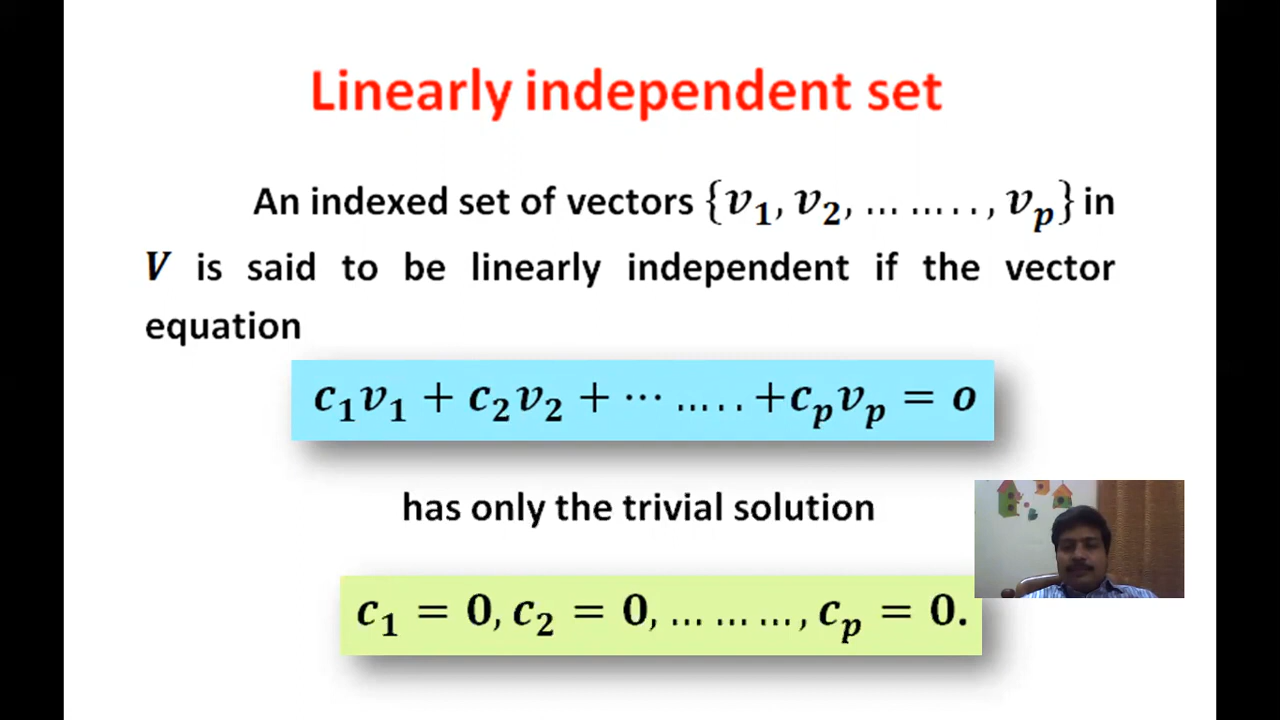 Linearly independent set
An indexed set of vectors {v₁, v₂, … … . . , vₚ} in
V is said to be linearly independent if the vector
equation
c₁v₁ + c₂v₂ + ⋯ … . . +cₚvₚ = o
has only the trivial solution
c₁ = 0, c₂ = 0, … … … , cₚ = 0.